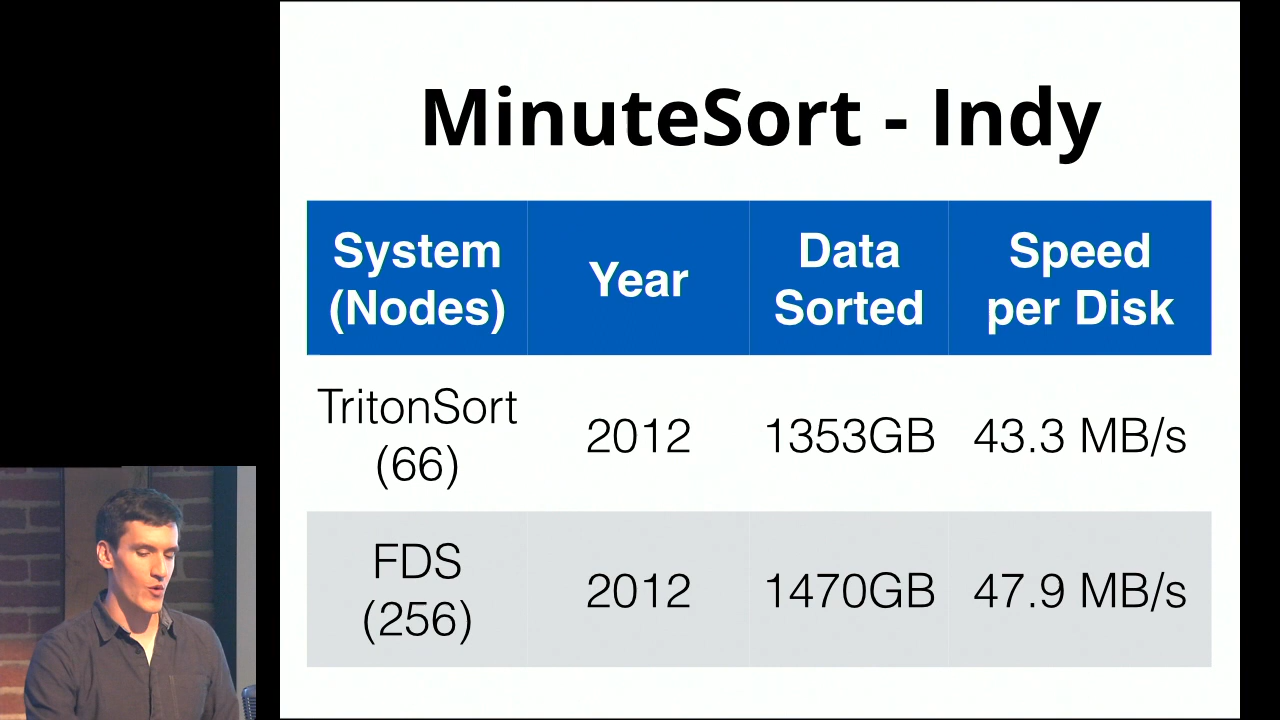 MinuteSort - Indy
System (Nodes) Year Data Sorted Speed per Disk
TritonSort (66) 2012 1353GB 43.3 MB/s
FDS (256) 2012 1470GB 47.9 MB/s